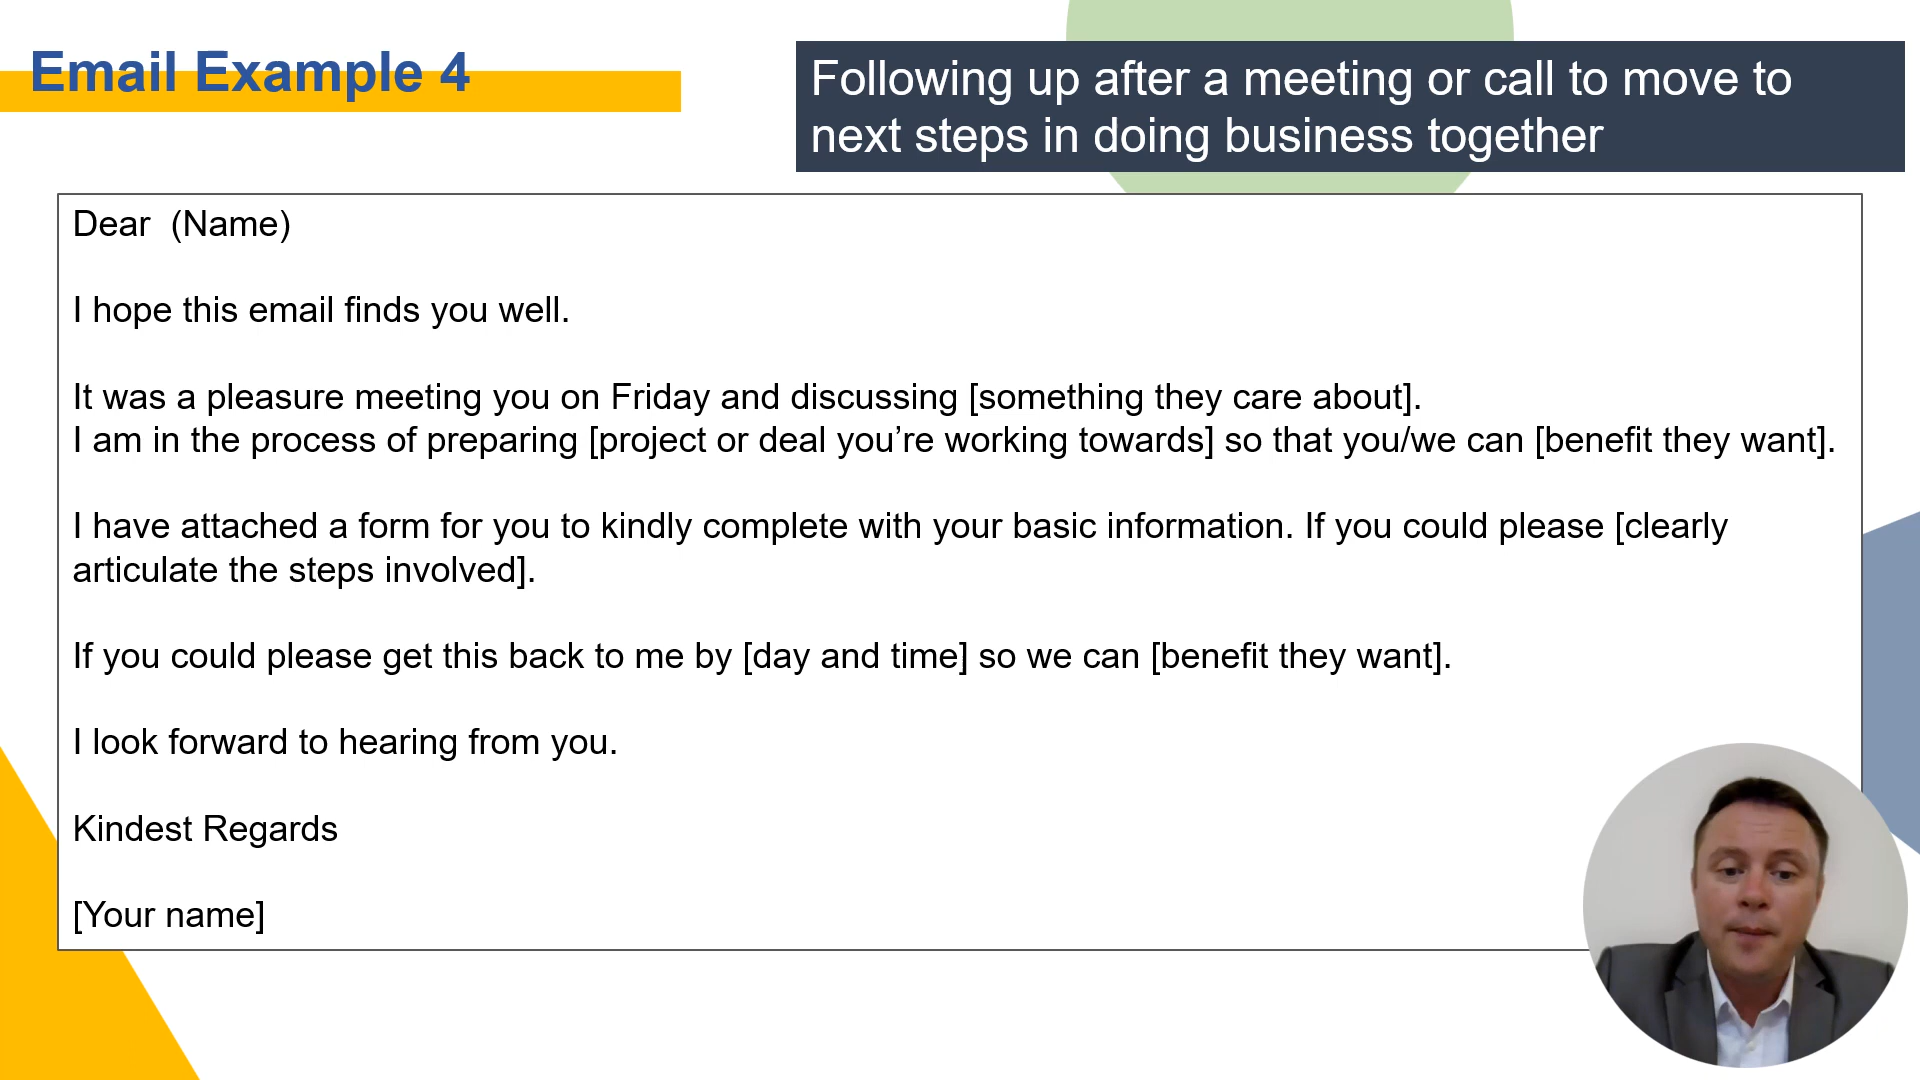 Email Example 4
Following up after a meeting or call to move to
next steps in doing business together
Dear  (Name)
I hope this email finds you well.
It was a pleasure meeting you on Friday and discussing [something they care about].
I am in the process of preparing [project or deal you’re working towards] so that you/we can [benefit they want].
I have attached a form for you to kindly complete with your basic information. If you could please [clearly
articulate the steps involved].
If you could please get this back to me by [day and time] so we can [benefit they want].
I look forward to hearing from you.
Kindest Regards
[Your name]